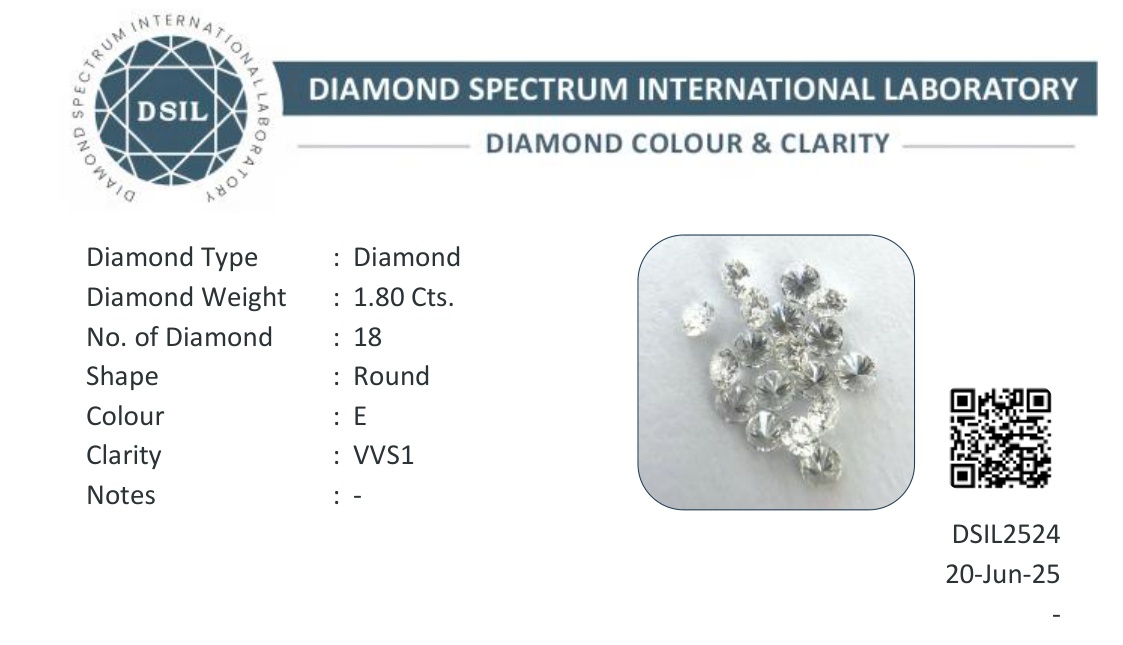 DIAMOND SPECTRUM INTERNATIONAL LABORATORY
DSIL
DIAMOND SPECTRUM INTERNATIONAL LABORATORY
DIAMOND COLOUR & CLARITY
Diamond Type : Diamond
Diamond Weight : 1.80 Cts.
No. of Diamond : 18
Shape : Round
Colour : E
Clarity : VVS1
Notes : -
DSIL2524
20-Jun-25
-